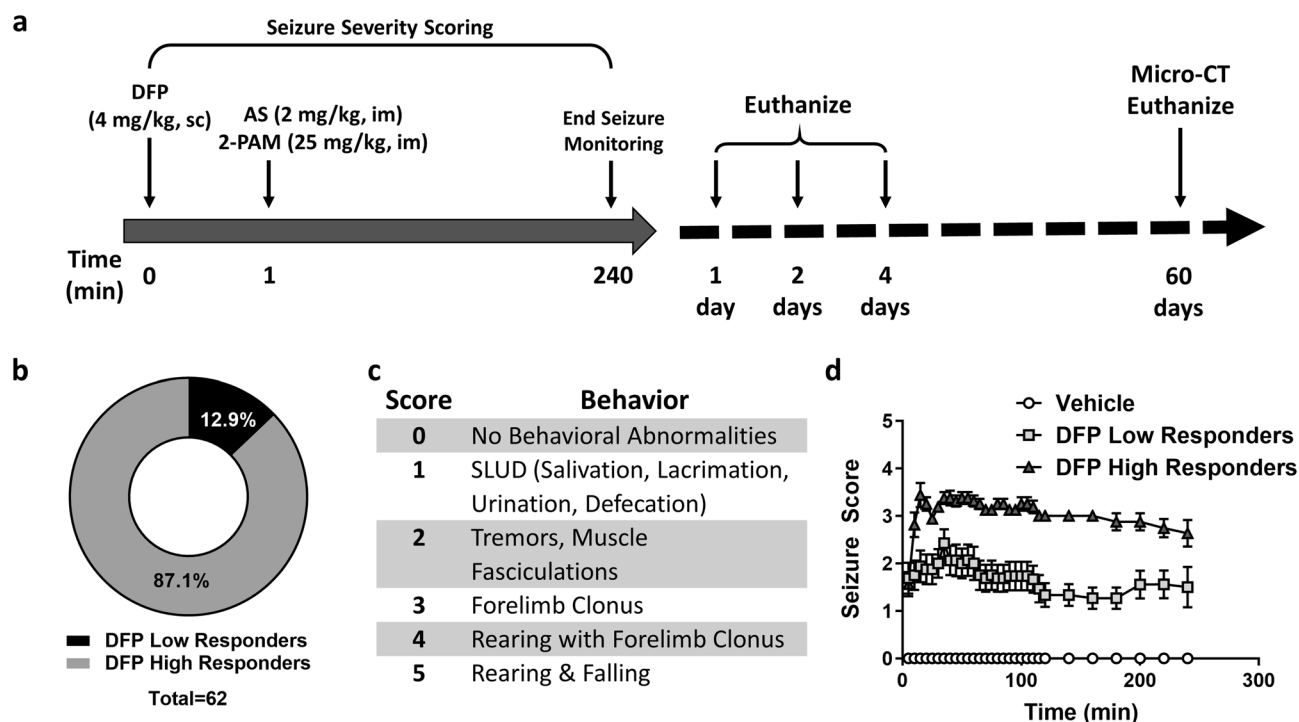 a
Seizure Severity Scoring
DFP
(4 mg/kg, sc)
AS (2 mg/kg, im)
2-PAM (25 mg/kg, im)
End Seizure
Monitoring
Euthanize
Micro-CT
Euthanize
Time
(min)
0
1
240
1
day
2
days
4
days
60
days
b
12.9%
87.1%
DFP Low Responders
DFP High Responders
Total=62
c
Score Behavior
0 No Behavioral Abnormalities
1 SLUD (Salivation, Lacrimation,
Urination, Defecation)
2 Tremors, Muscle
Fasciculations
3 Forelimb Clonus
4 Rearing with Forelimb Clonus
5 Rearing & Falling
d
Vehicle
DFP Low Responders
DFP High Responders
Seizure Score
5
4
3
2
1
0
0 100 200 300
Time (min)